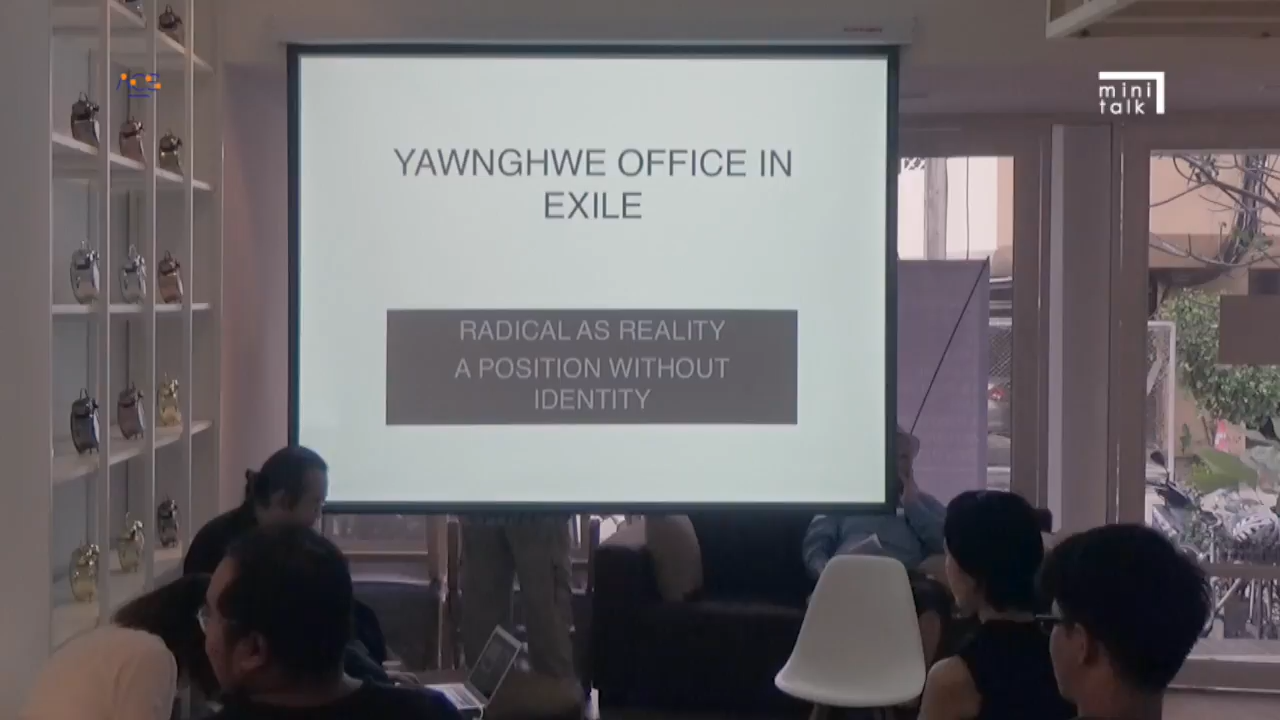 mini
talk
YAWNGHWE OFFICE IN
EXILE
RADICAL AS REALITY
A POSITION WITHOUT
IDENTITY